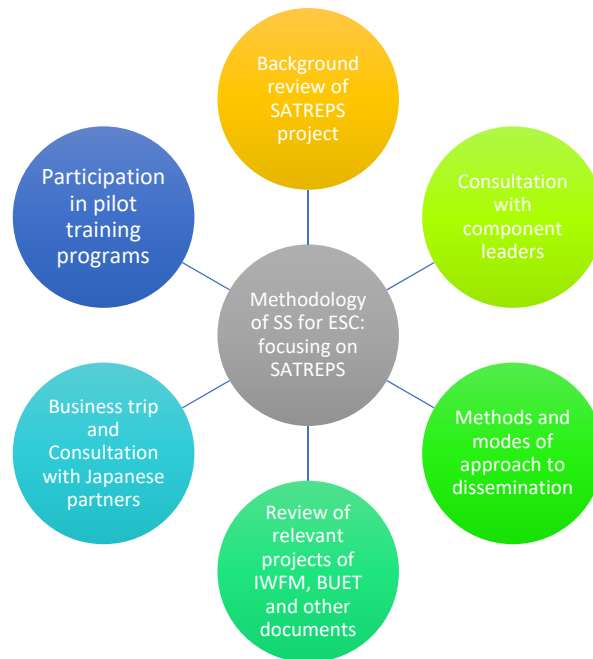 Background
review of
SATREPS
project
Consultation
with
component
leaders
Methods and
modes of
approach to
dissemination
Review of
relevant
projects of
IWFM, BUET
and other
documents
Business trip
and
Consultation
with Japanese
partners
Participation
in pilot
training
programs
Methodology
of SS for ESC:
focusing on
SATREPS